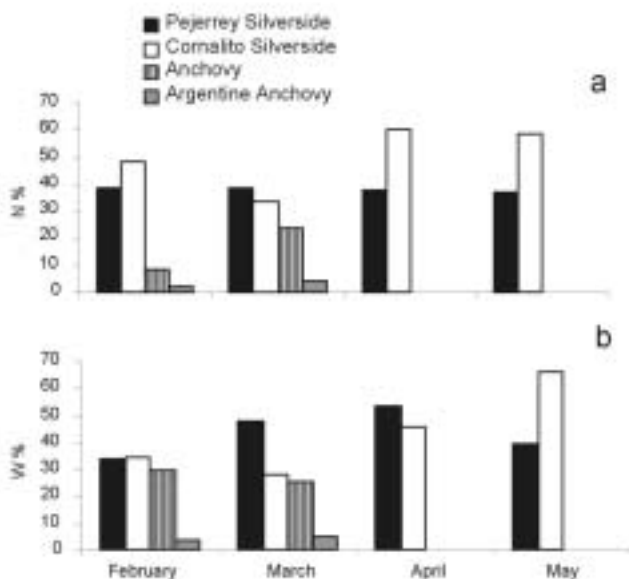 Pejerrey Silverside
Cornalito Silverside
Anchovy
Argentine Anchovy
a
70
60
50
40
30
20
10
0
N %
b
70
60
50
40
30
20
10
0
W %
February March April May